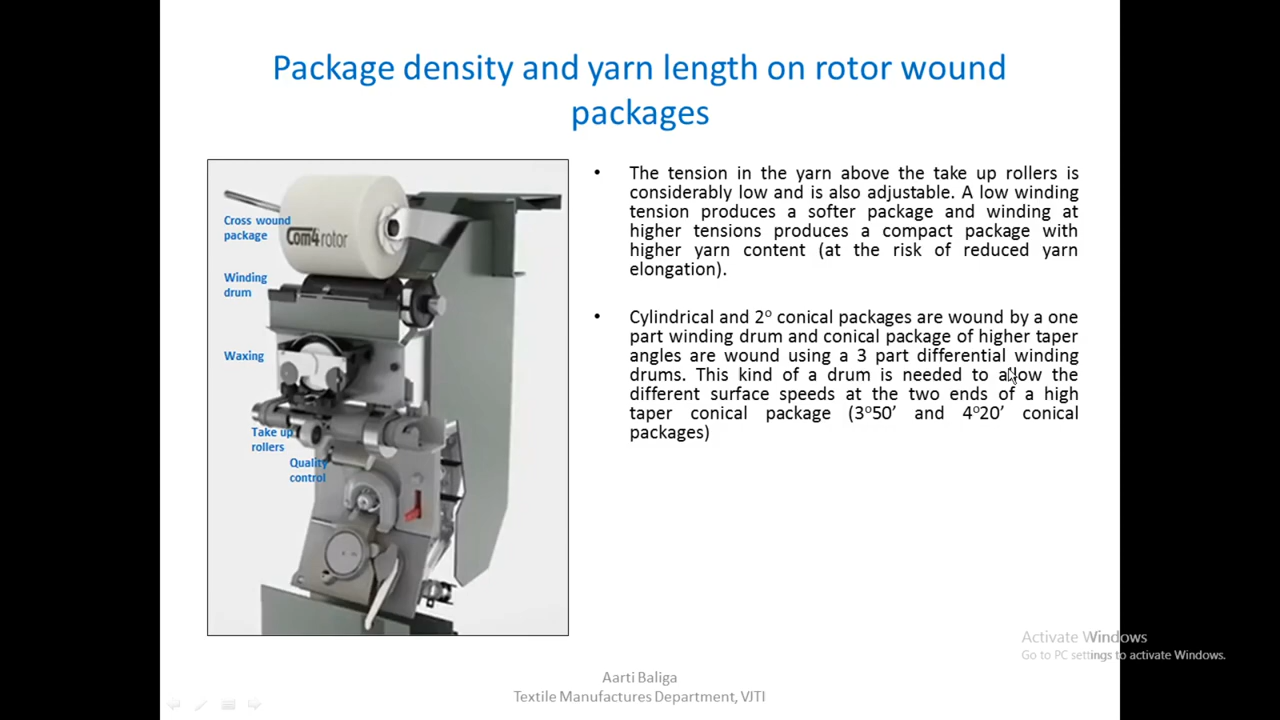 Package density and yarn length on rotor wound
packages
Cross wound
package
Com4rotor
Winding
drum
Waxing
Take up
rollers
Quality
control
• The tension in the yarn above the take up rollers is
considerably low and is also adjustable. A low winding
tension produces a softer package and winding at
higher tensions produces a compact package with
higher yarn content (at the risk of reduced yarn
elongation).
• Cylindrical and 2° conical packages are wound by a one
part winding drum and conical package of higher taper
angles are wound using a 3 part differential winding
drums. This kind of a drum is needed to allow the
different surface speeds at the two ends of a high
taper conical package (3°50’ and 4°20’ conical
packages)
Activate Windows
Go to PC settings to activate Windows.
Aarti Baliga
Textile Manufactures Department, VJTI